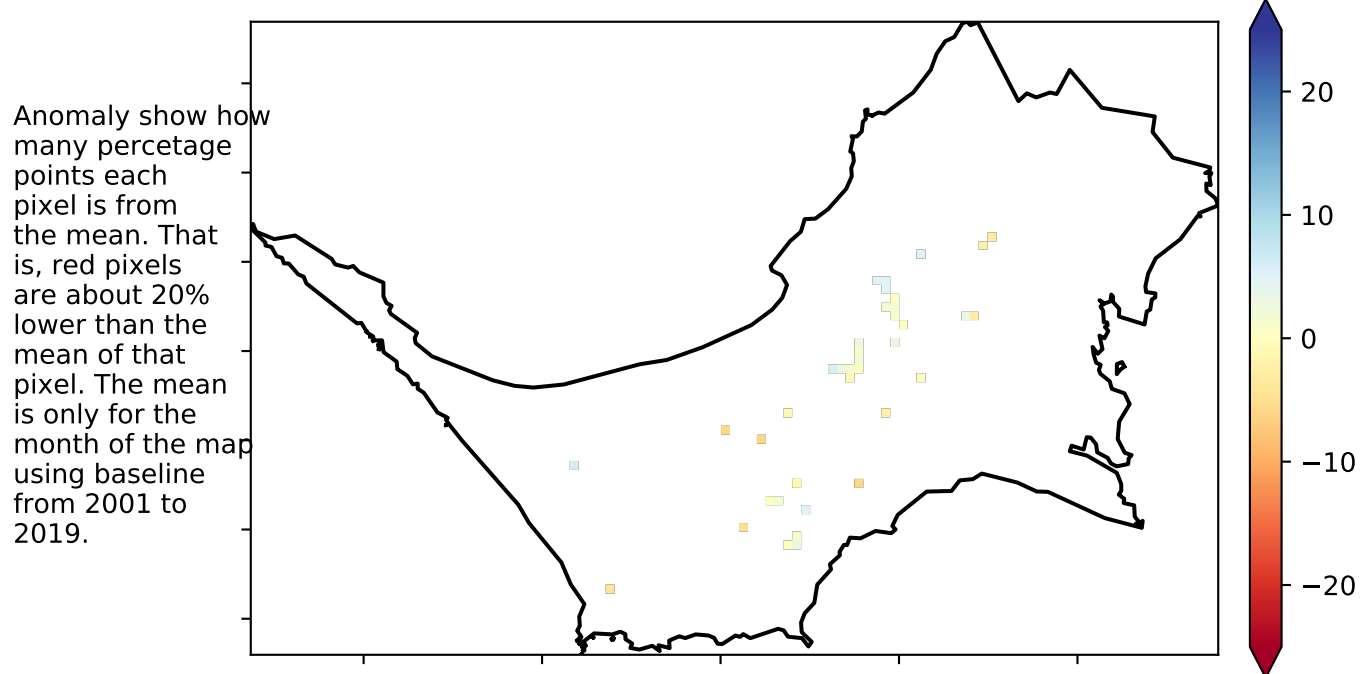 Anomaly show how
many percetage
points each
pixel is from
the mean. That
is, red pixels
are about 20%
lower than the
mean of that
pixel. The mean
is only for the
month of the map
using baseline
from 2001 to
2019.
20
10
0
−10
−20